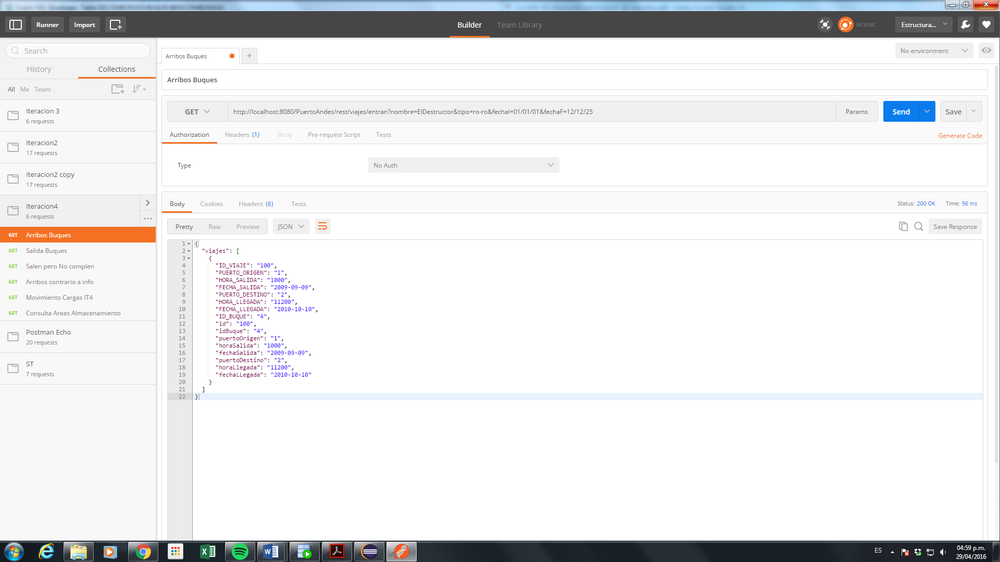 Runner
Import
Builder
Team Library
IN SYNC
Estructura...
Search
History
Collections
All Me Team
Iteracion 3
6 requests
Iteracion2
17 requests
Iteracion2 copy
17 requests
Iteracion4
6 requests
GET Arribos Buques
GET Salida Buques
GET Salen pero No complen
GET Arribos contrario a info
GET Movimiento Cargas IT4
GET Consulta Areas Almacenamiento
Postman Echo
20 requests
ST
7 requests
Arribos Buques
No environment
Arribos Buques
GET
http://localhost:8080/PuertoAndes/rest/viajes/entran?nombre=ElDestructor&tipo=ro-ro&fechaI=01/01/01&fechaF=12/12/25
Params
Send
Save
Authorization
Headers (1)
Body
Pre-request Script
Tests
Generate Code
Type
No Auth
Body
Cookies
Headers (6)
Tests
Status: 200 OK
Time: 96 ms
Pretty
Raw
Preview
JSON
Save Response
1 {
2 "viajes": [
3 {
4 "ID_VIAJE": "100",
5 "PUERTO_ORIGEN": "1",
6 "HORA_SALIDA": "1000",
7 "FECHA_SALIDA": "2009-09-09",
8 "PUERTO_DESTINO": "2",
9 "HORA_LLEGADA": "11200",
10 "FECHA_LLEGADA": "2010-10-10",
11 "ID_BUQUE": "4",
12 "id": "100",
13 "idBuque": "4",
14 "puertoOrigen": "1",
15 "horaSalida": "1000",
16 "fechaSalida": "2009-09-09",
17 "puertoDestino": "2",
18 "horaLlegada": "11200",
19 "fechaLLegada": "2010-10-10"
20 }
21 ]
22 }
ES
04:59 p.m.
29/04/2016